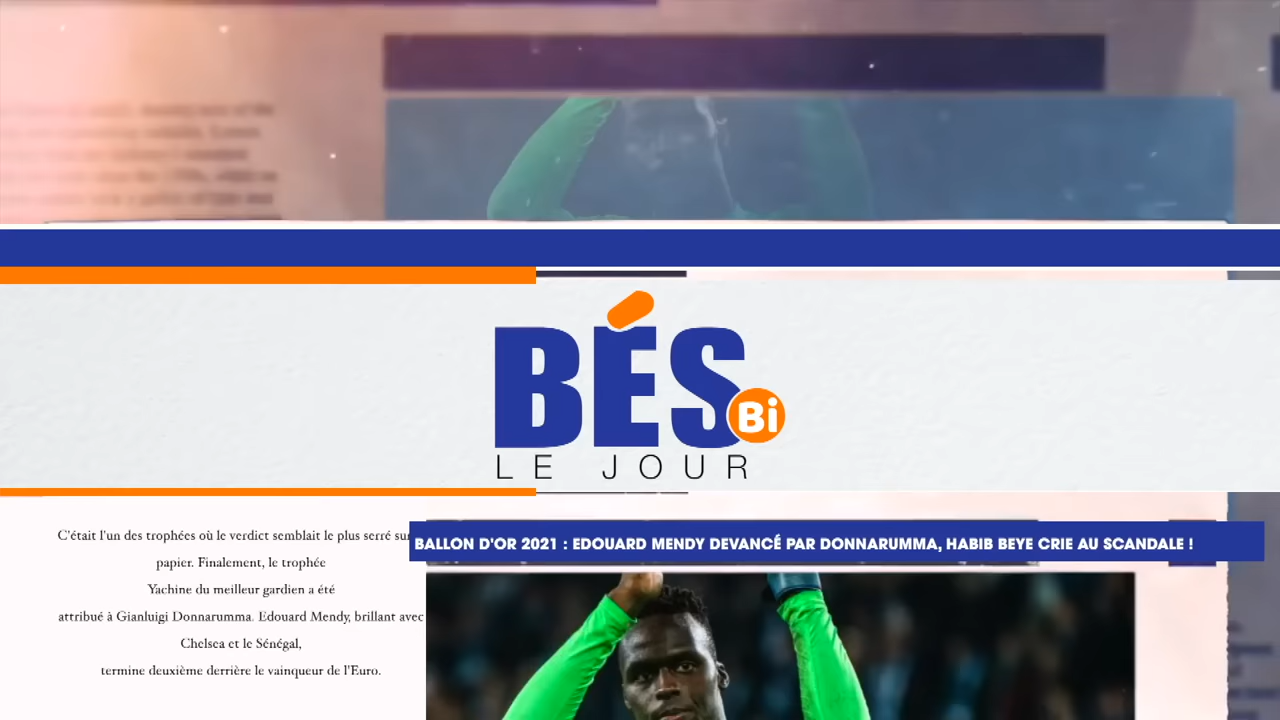 BÉS
Bi
LE JOUR
C'était l'un des trophées où le verdict semblait le plus serré sur
papier. Finalement, le trophée
Yachine du meilleur gardien a été
attribué à Gianluigi Donnarumma. Edouard Mendy, brillant avec
Chelsea et le Sénégal,
termine deuxième derrière le vainqueur de l'Euro.
BALLON D'OR 2021 : EDOUARD MENDY DEVANCÉ PAR DONNARUMMA, HABIB BEYE CRIE AU SCANDALE !